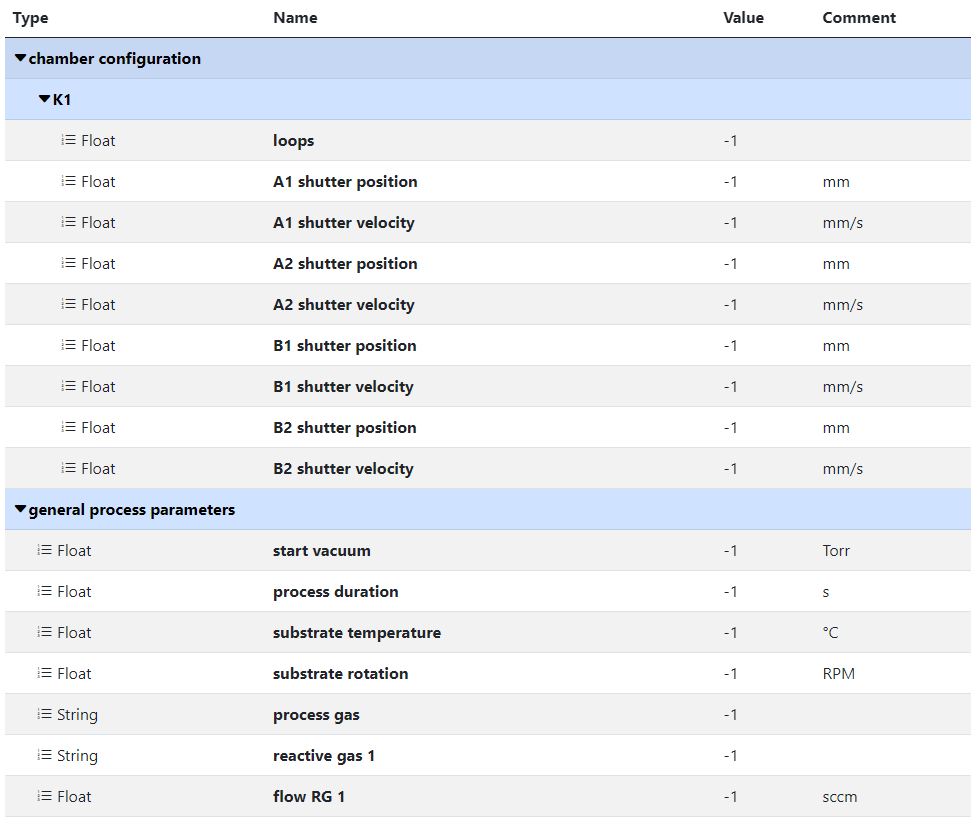 Type Name Value Comment
chamber configuration
K1
Float loops -1
Float A1 shutter position -1 mm
Float A1 shutter velocity -1 mm/s
Float A2 shutter position -1 mm
Float A2 shutter velocity -1 mm/s
Float B1 shutter position -1 mm
Float B1 shutter velocity -1 mm/s
Float B2 shutter position -1 mm
Float B2 shutter velocity -1 mm/s
general process parameters
Float start vacuum -1 Torr
Float process duration -1 s
Float substrate temperature -1 °C
Float substrate rotation -1 RPM
String process gas -1
String reactive gas 1 -1
Float flow RG 1 -1 sccm